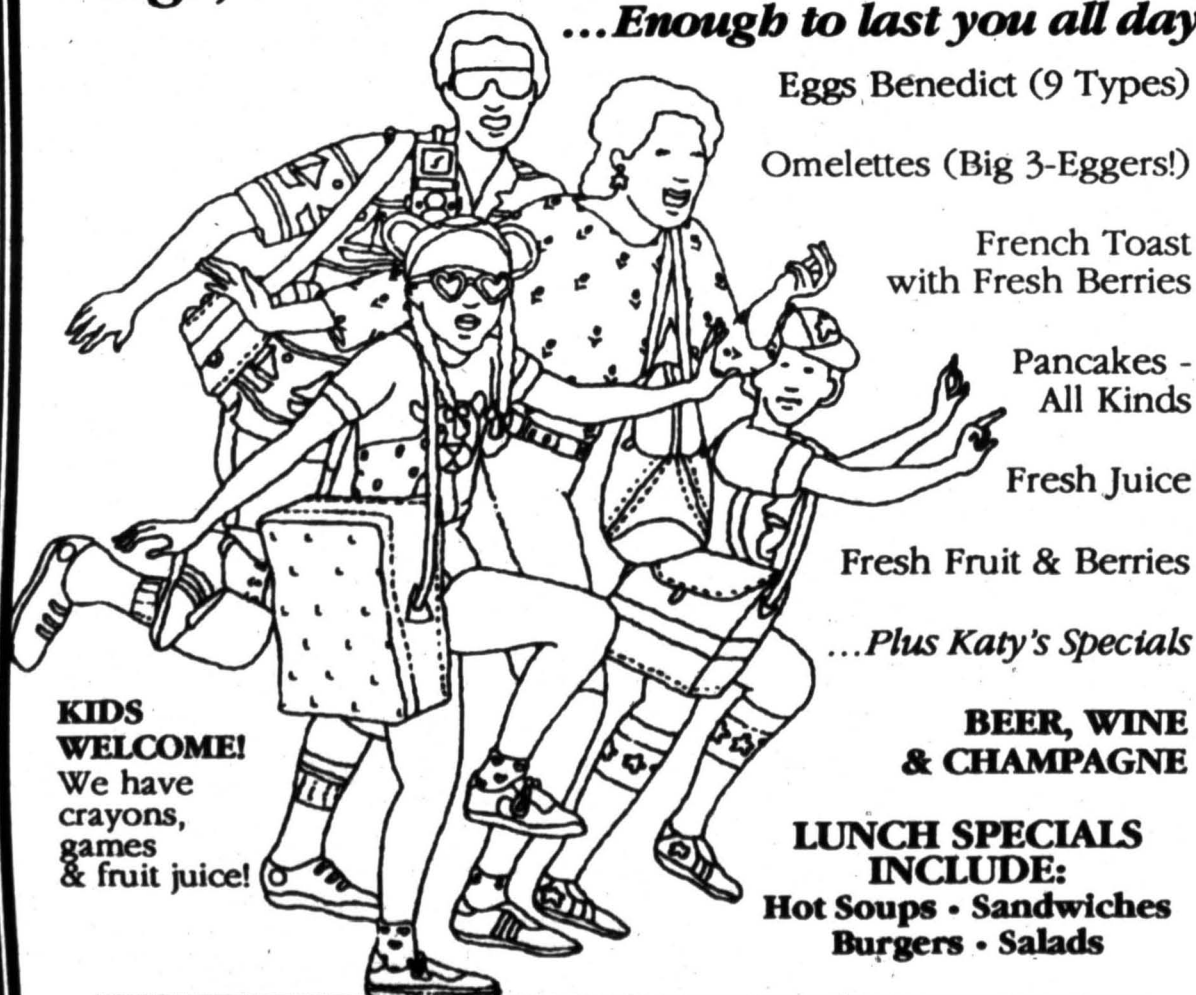 ...Enough to last you all day
Eggs Benedict (9 Types)
Omelettes (Big 3-Eggers!)
French Toast
with Fresh Berries
Pancakes -
All Kinds
Fresh Juice
Fresh Fruit & Berries
...Plus Katy's Specials
KIDS
WELCOME!
We have
crayons,
games
& fruit juice!
BEER, WINE
& CHAMPAGNE
LUNCH SPECIALS
INCLUDE:
Hot Soups • Sandwiches
Burgers • Salads